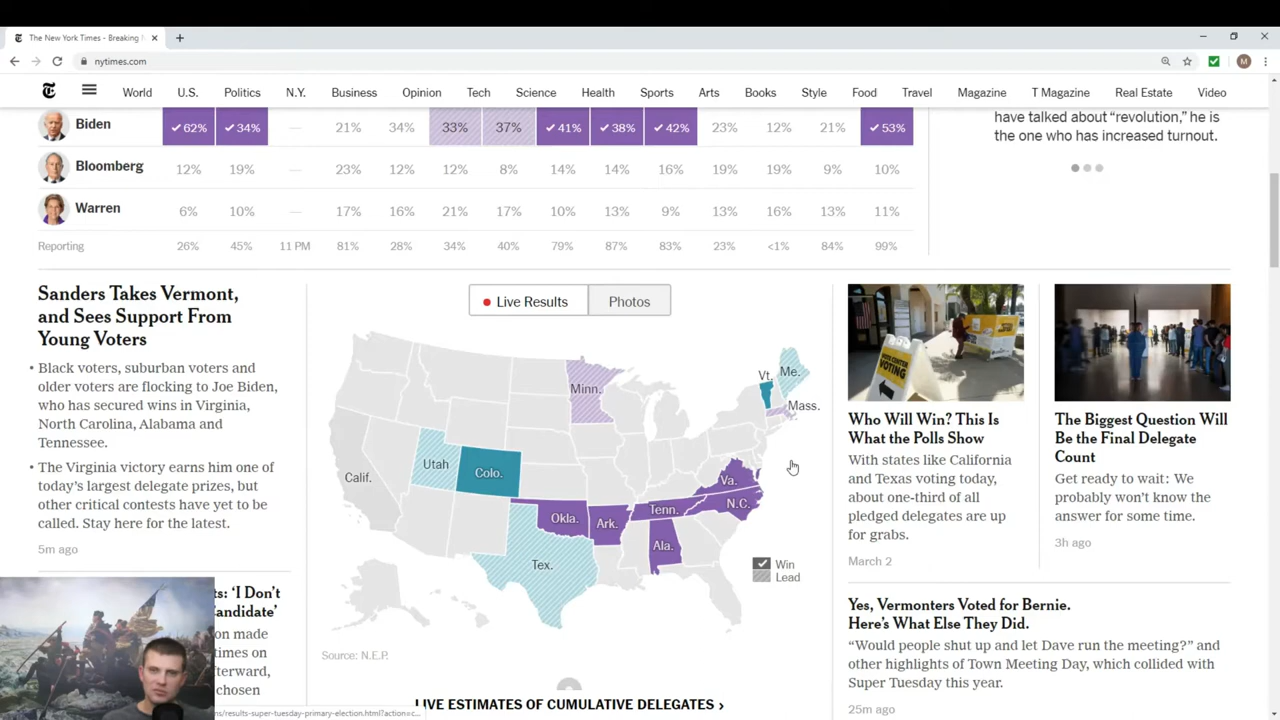 The New York Times - Breaking N
nytimes.com
M
World U.S. Politics N.Y. Business Opinion Tech Science Health Sports Arts Books Style Food Travel Magazine T Magazine Real Estate Video
Biden 62% 34% — 21% 34% 33% 37% 41% 38% 42% 23% 12% 21% 53%
Bloomberg 12% 19% — 23% 12% 12% 8% 14% 14% 16% 19% 19% 9% 10%
Warren 6% 10% — 17% 16% 21% 17% 10% 13% 9% 13% 16% 13% 11%
Reporting 26% 45% 11 PM 81% 28% 34% 40% 79% 87% 83% 23% <1% 84% 99%
have talked about “revolution,” he is
the one who has increased turnout.
Sanders Takes Vermont,
and Sees Support From
Young Voters
• Black voters, suburban voters and
older voters are flocking to Joe Biden,
who has secured wins in Virginia,
North Carolina, Alabama and
Tennessee.
• The Virginia victory earns him one of
today’s largest delegate prizes, but
other critical contests have yet to be
called. Stay here for the latest.
5m ago
ts: ‘I Don’t
andidate’
on made
times on
fterward,
chosen
Live Results Photos
Minn.
Vt. Me.
Mass.
Calif.
Utah
Colo.
Va.
N.C.
Okla.
Ark.
Tenn.
Ala.
Tex.
Win
Lead
Source: N.E.P.
LIVE ESTIMATES OF CUMULATIVE DELEGATES ›
ns/results-super-tuesday-primary-election.html?action=c...
VOTE CENTER
VOTING
Who Will Win? This Is
What the Polls Show
With states like California
and Texas voting today,
about one-third of all
pledged delegates are up
for grabs.
March 2
The Biggest Question Will
Be the Final Delegate
Count
Get ready to wait: We
probably won’t know the
answer for some time.
3h ago
Yes, Vermonters Voted for Bernie.
Here’s What Else They Did.
“Would people shut up and let Dave run the meeting?” and
other highlights of Town Meeting Day, which collided with
Super Tuesday this year.
25m ago